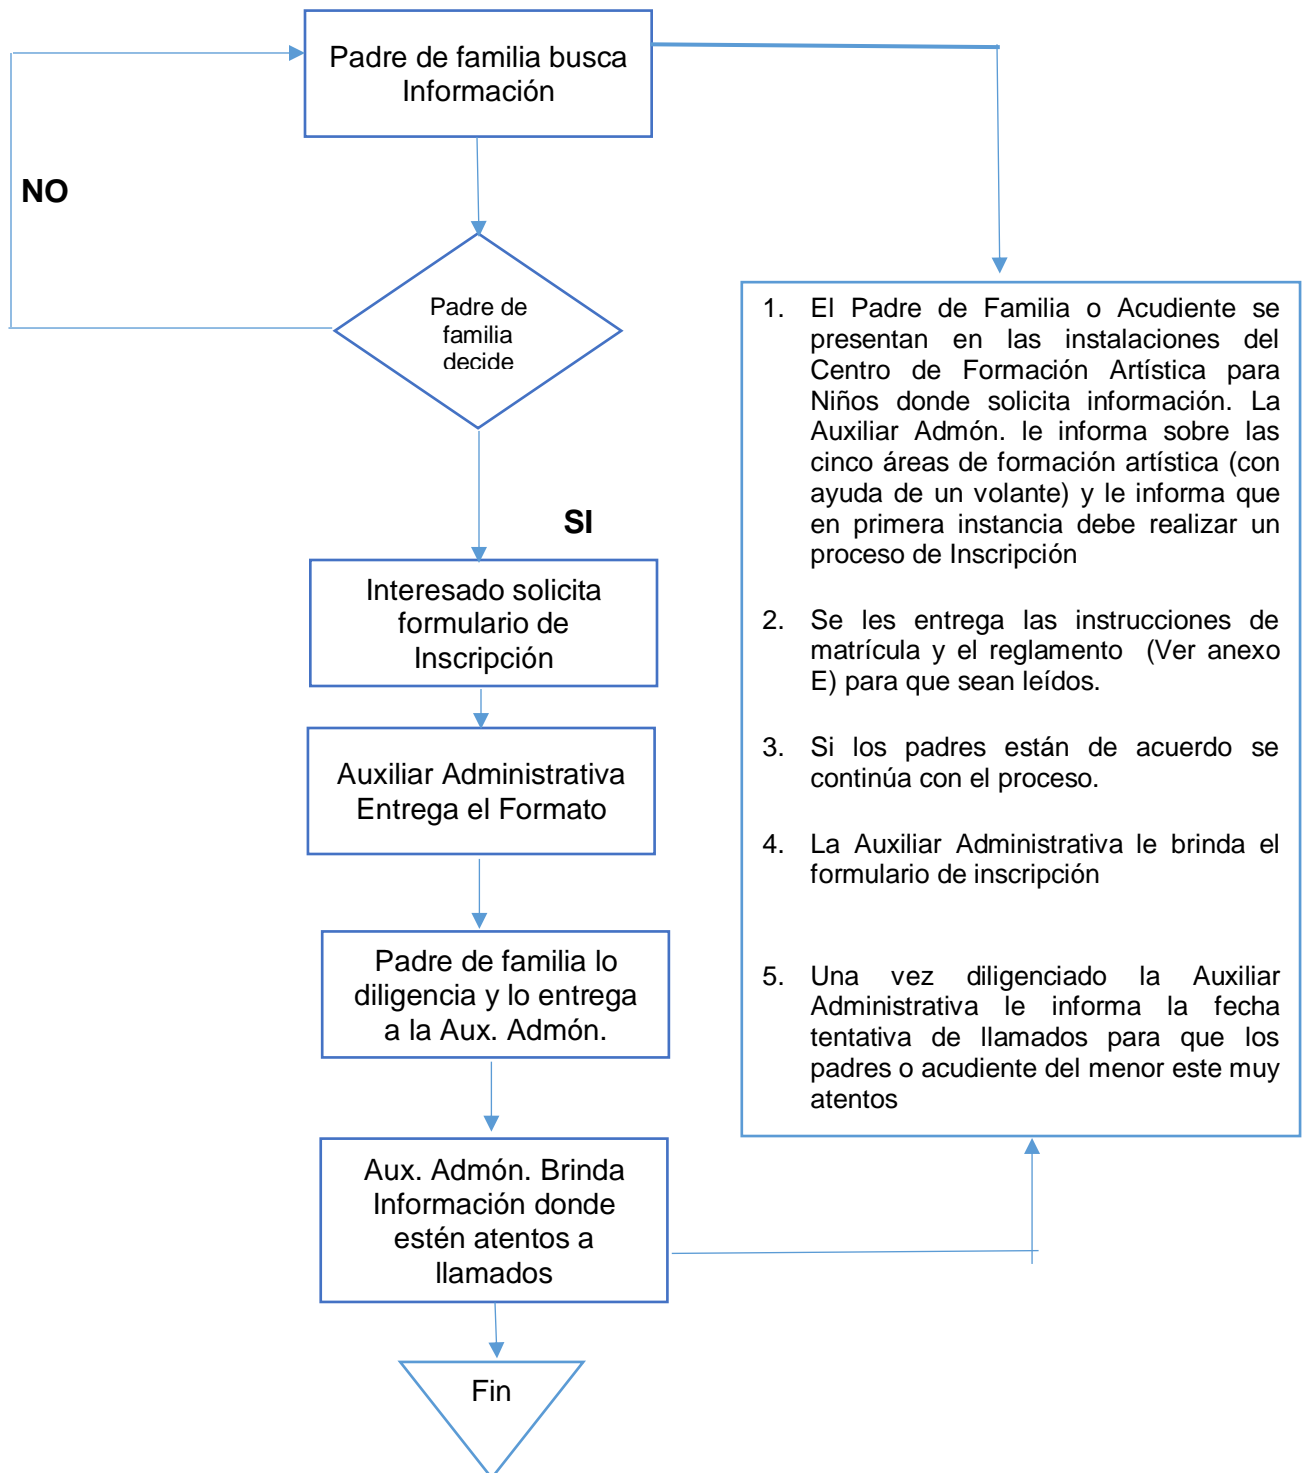 Padre de familia busca
Información
NO
Padre de
familia
decide
SI
Interesado solicita
formulario de
Inscripción
Auxiliar Administrativa
Entrega el Formato
Padre de familia lo
diligencia y lo entrega
a la Aux. Admón.
Aux. Admón. Brinda
Información donde
estén atentos a
llamados
Fin
1. El Padre de Familia o Acudiente se
presentan en las instalaciones del
Centro de Formación Artística para
Niños donde solicita información. La
Auxiliar Admón. le informa sobre las
cinco áreas de formación artística (con
ayuda de un volante) y le informa que
en primera instancia debe realizar un
proceso de Inscripción
2. Se les entrega las instrucciones de
matrícula y el reglamento (Ver anexo
E) para que sean leídos.
3. Si los padres están de acuerdo se
continúa con el proceso.
4. La Auxiliar Administrativa le brinda el
formulario de inscripción
5. Una vez diligenciado la Auxiliar
Administrativa le informa la fecha
tentativa de llamados para que los
padres o acudiente del menor este muy
atentos